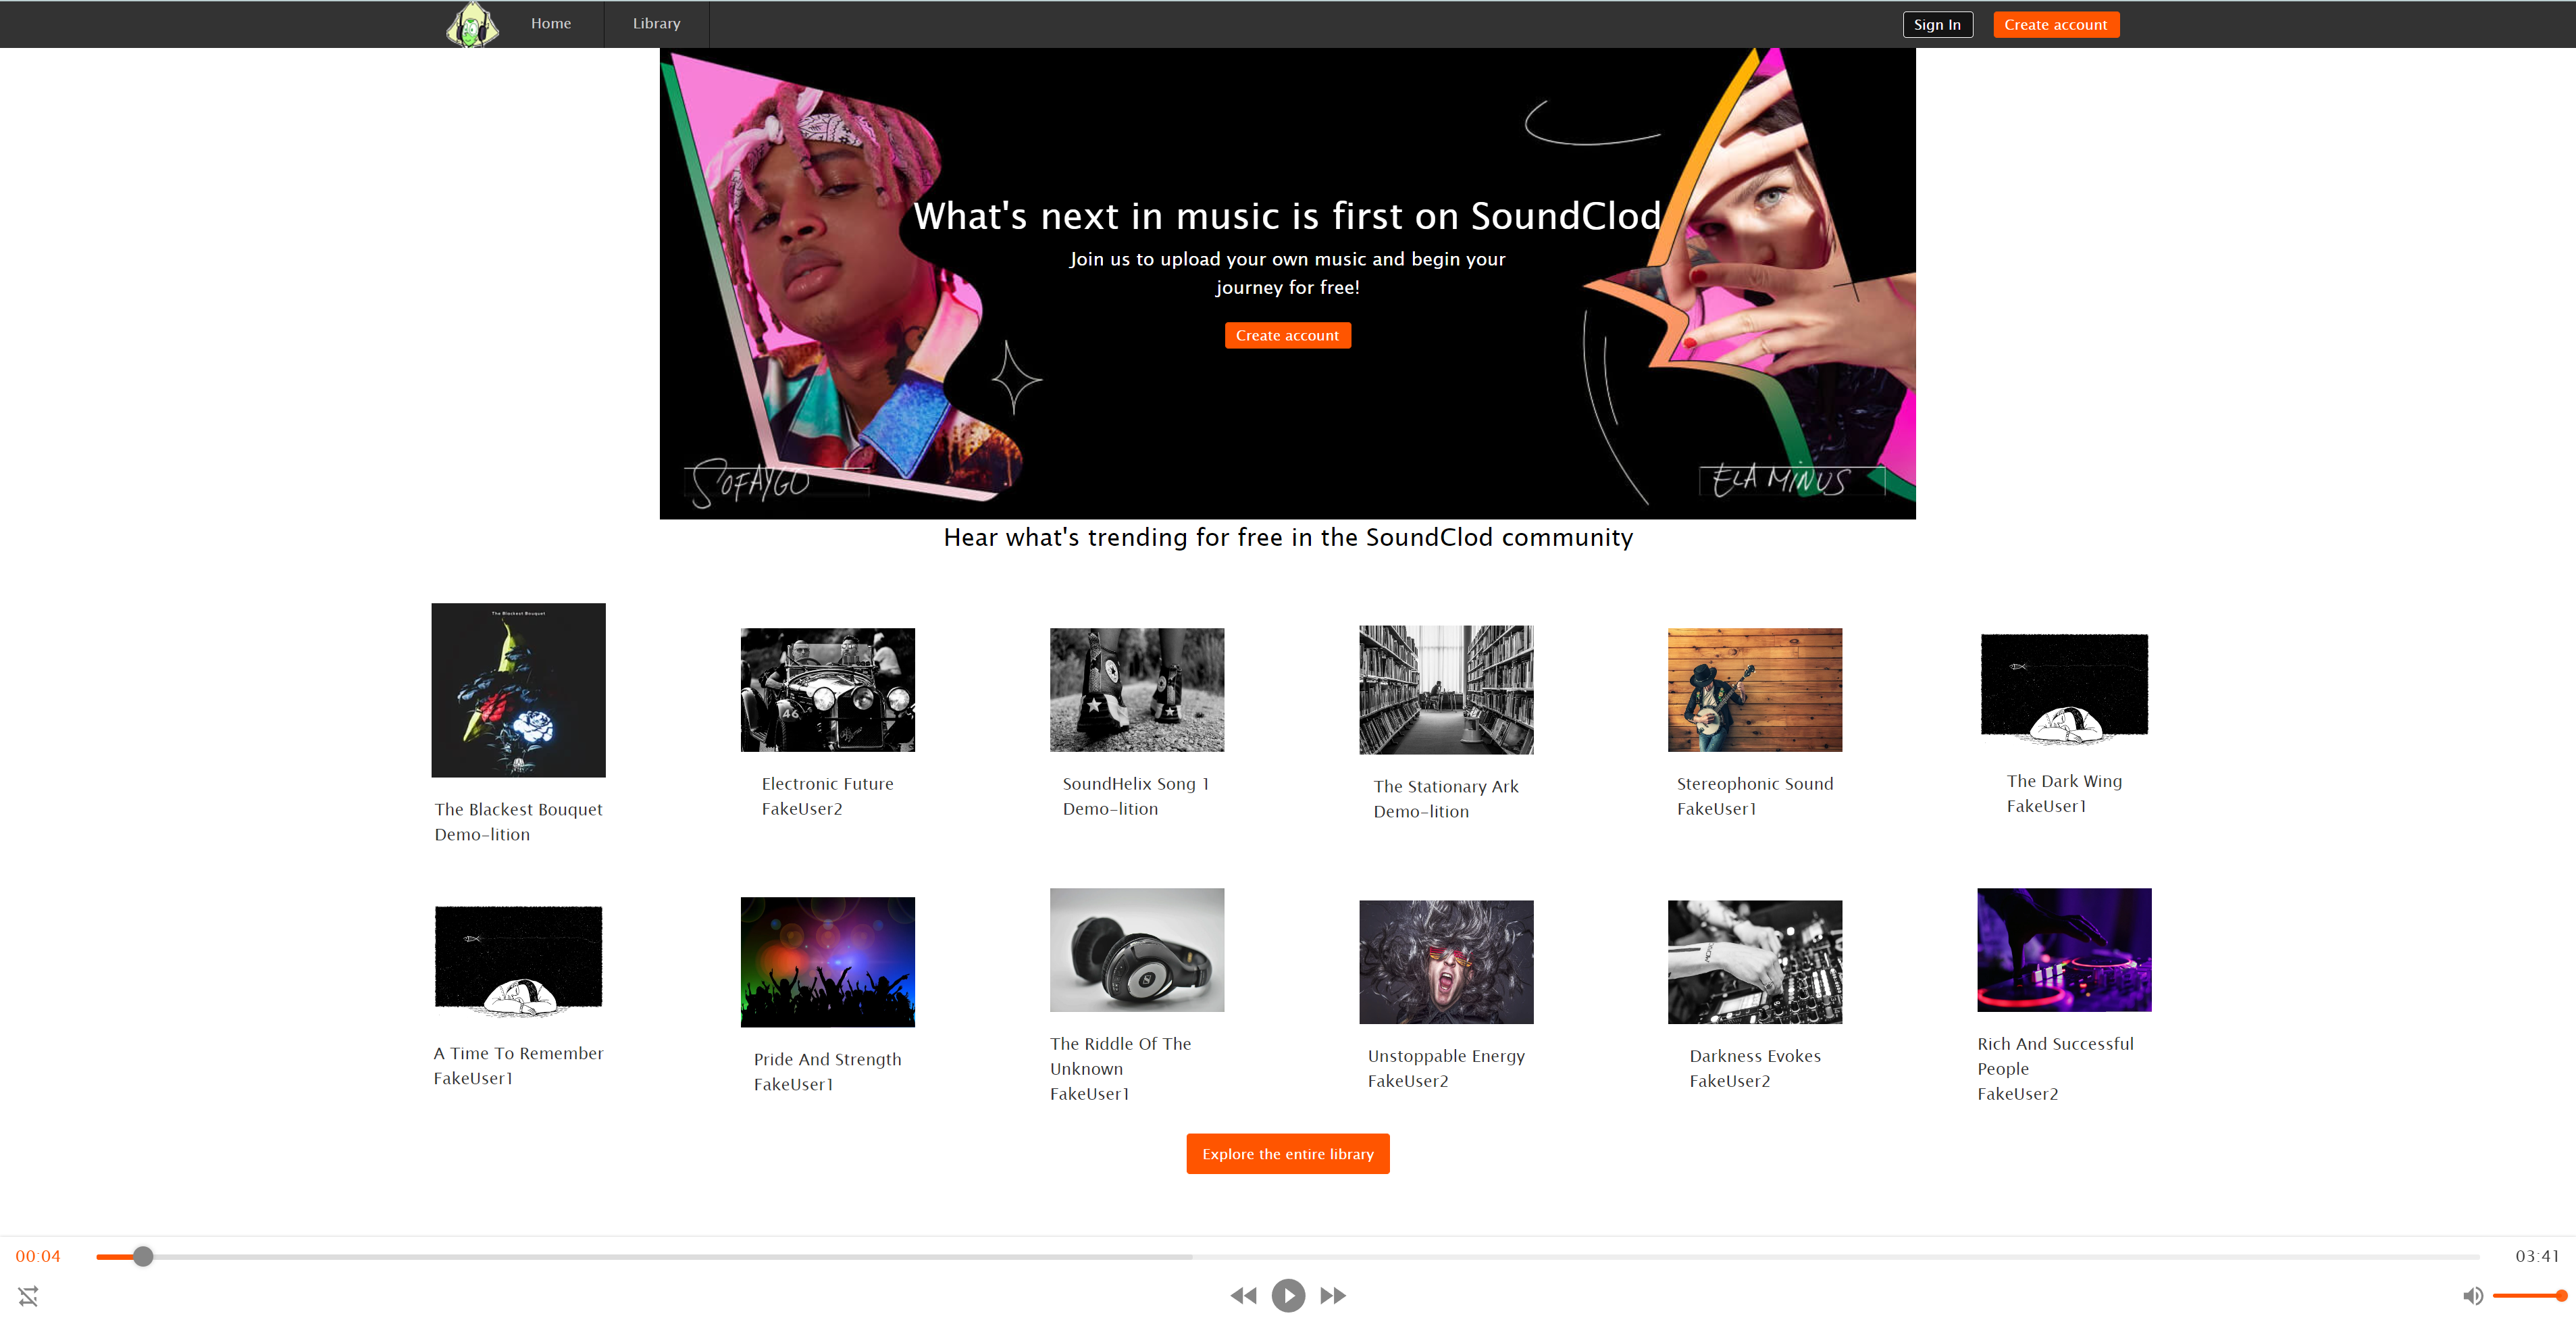 Home
Library
Sign In
Create account
What's next in music is first on SoundClod
Join us to upload your own music and begin your
journey for free!
Create account
SOFAYGO
ELA MINUS
Hear what's trending for free in the SoundClod community
The Blackest Bouquet
46
The Blackest Bouquet
Demo-lition
Electronic Future
FakeUser2
SoundHelix Song 1
Demo-lition
The Stationary Ark
Demo-lition
Stereophonic Sound
FakeUser1
The Dark Wing
FakeUser1
A Time To Remember
FakeUser1
Pride And Strength
FakeUser1
The Riddle Of The
Unknown
FakeUser1
Unstoppable Energy
FakeUser2
Darkness Evokes
FakeUser2
Rich And Successful
People
FakeUser2
Explore the entire library
00:04
03:41